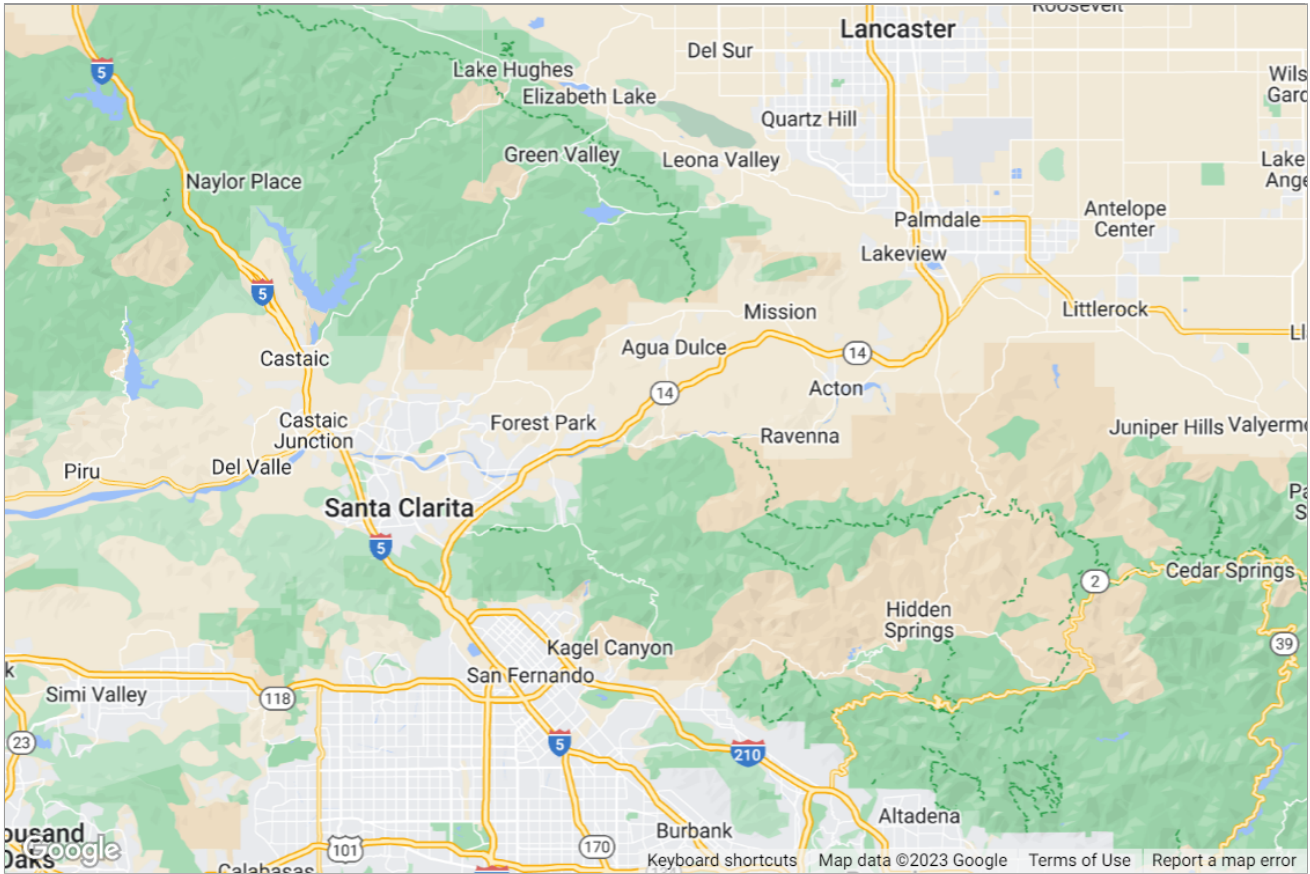 Roosevelt
Lancaster
Del Sur
5
Lake Hughes
Wils
Gard
Elizabeth Lake
Quartz Hill
Green Valley
Leona Valley
Lake
Ange
Naylor Place
Palmdale
Antelope
Center
Lakeview
5
Mission
Littlerock
Agua Dulce
14
Castaic
14
Acton
Castaic
Junction
Forest Park
Ravenna
Juniper Hills
Valyermo
Piru
Del Valle
Santa Clarita
Pa
S
5
2
Cedar Springs
Hidden
Springs
Kagel Canyon
39
San Fernando
k
Simi Valley
118
23
5
210
Altadena
Burbank
ousand
Oaks
Google
101
170
Calabasas
Keyboard shortcuts
Map data ©2023 Google
Terms of Use
Report a map error